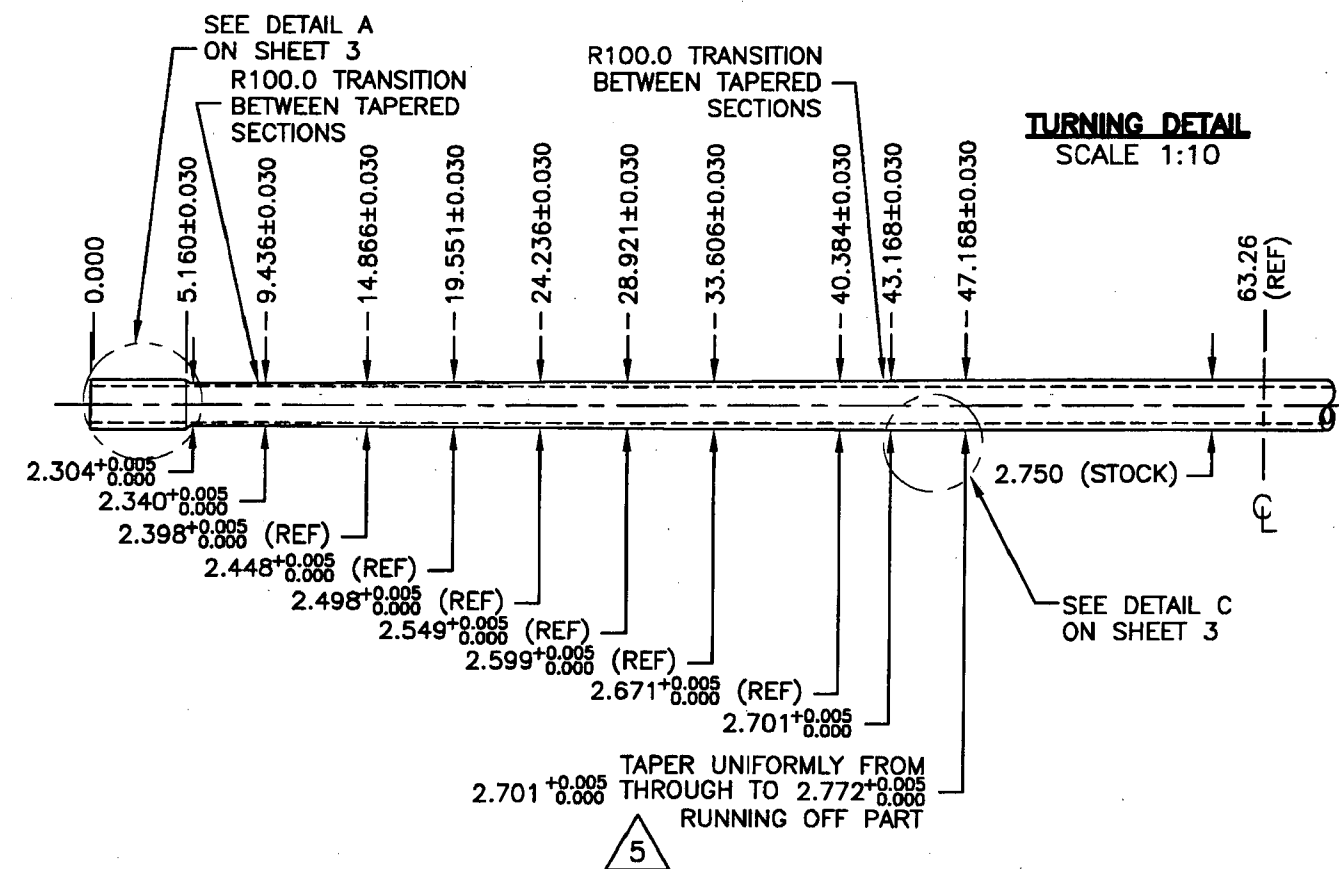 SEE DETAIL A
ON SHEET 3
R100.0 TRANSITION
BETWEEN TAPERED
SECTIONS
R100.0 TRANSITION
BETWEEN TAPERED
SECTIONS
TURNING DETAIL
SCALE 1:10
0.000
5.160±0.030
9.436±0.030
14.866±0.030
19.551±0.030
24.236±0.030
28.921±0.030
33.606±0.030
40.384±0.030
43.168±0.030
47.168±0.030
63.26
(REF)
2.304+0.005 0.000
2.340+0.005 0.000
2.398+0.005 0.000 (REF)
2.448+0.005 0.000 (REF)
2.498+0.005 0.000 (REF)
2.549+0.005 0.000 (REF)
2.599+0.005 0.000 (REF)
2.671+0.005 0.000 (REF)
2.701+0.005 0.000
2.750 (STOCK)
℄
SEE DETAIL C
ON SHEET 3
TAPER UNIFORMLY FROM
2.701 +0.005 0.000 THROUGH TO 2.772+0.005 0.000
RUNNING OFF PART
5